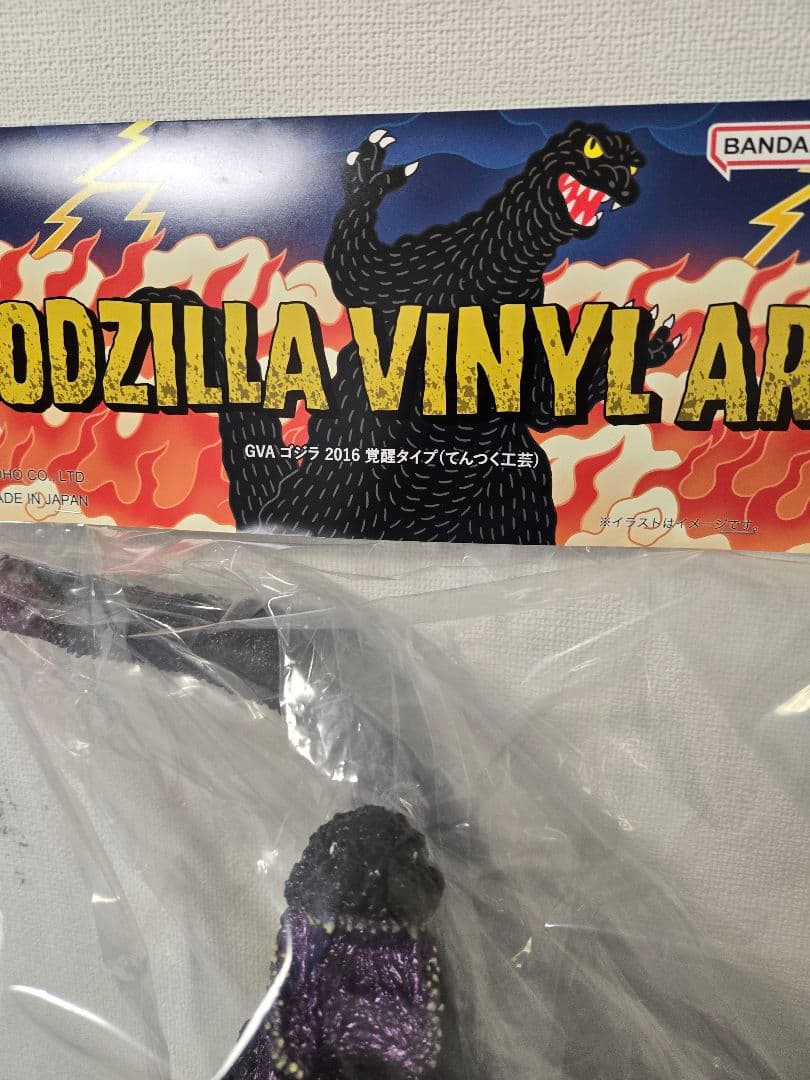 BANDA
ODZILLA VINYL AR
GVA ゴジラ 2016 覚醒タイプ(てんつく工芸)
OHO CO., LTD.
ADE IN JAPAN
※イラストはイメージです。